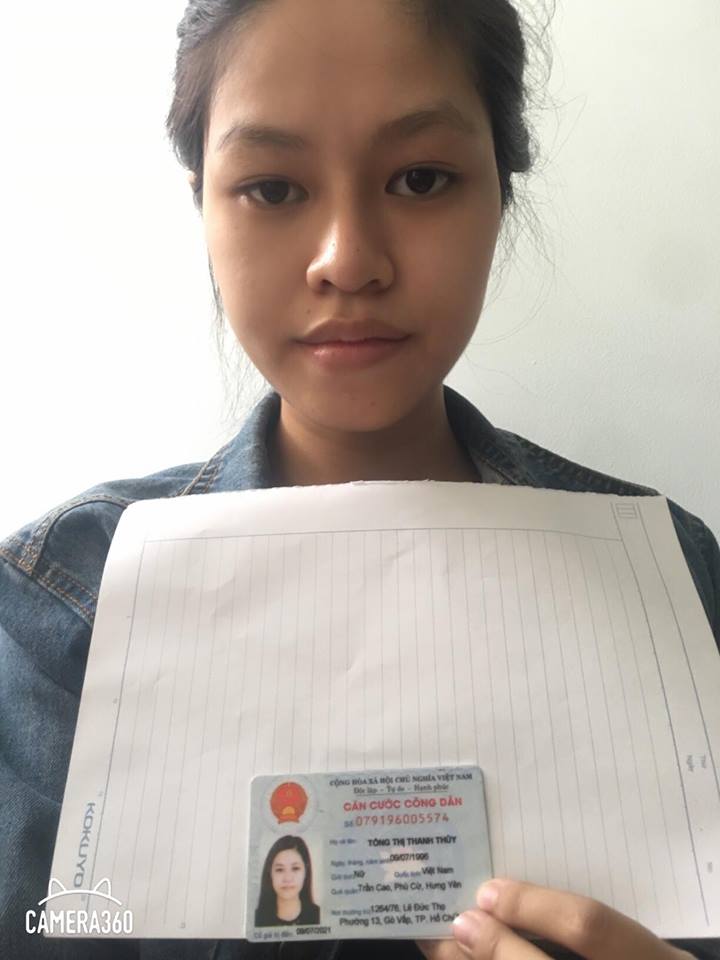 CỘNG HÒA XÃ HỘI CHỦ NGHĨA VIỆT NAM
Độc lập - Tự do - Hạnh phúc
CĂN CƯỚC CÔNG DÂN
Số 079196005574
Họ và tên: TỐNG THỊ THANH THỦY
Ngày, tháng, năm sinh: 09/07/1996
Giới tính: Nữ Quốc tịch: Việt Nam
Quê quán: Trần Cao, Phù Cừ, Hưng Yên
Nơi thường trú: 1264/76, Lê Đức Thọ
Phường 13, Gò Vấp, TP. Hồ Chí
Có giá trị đến: 09/07/2021
KOKUYO
CAMERA360